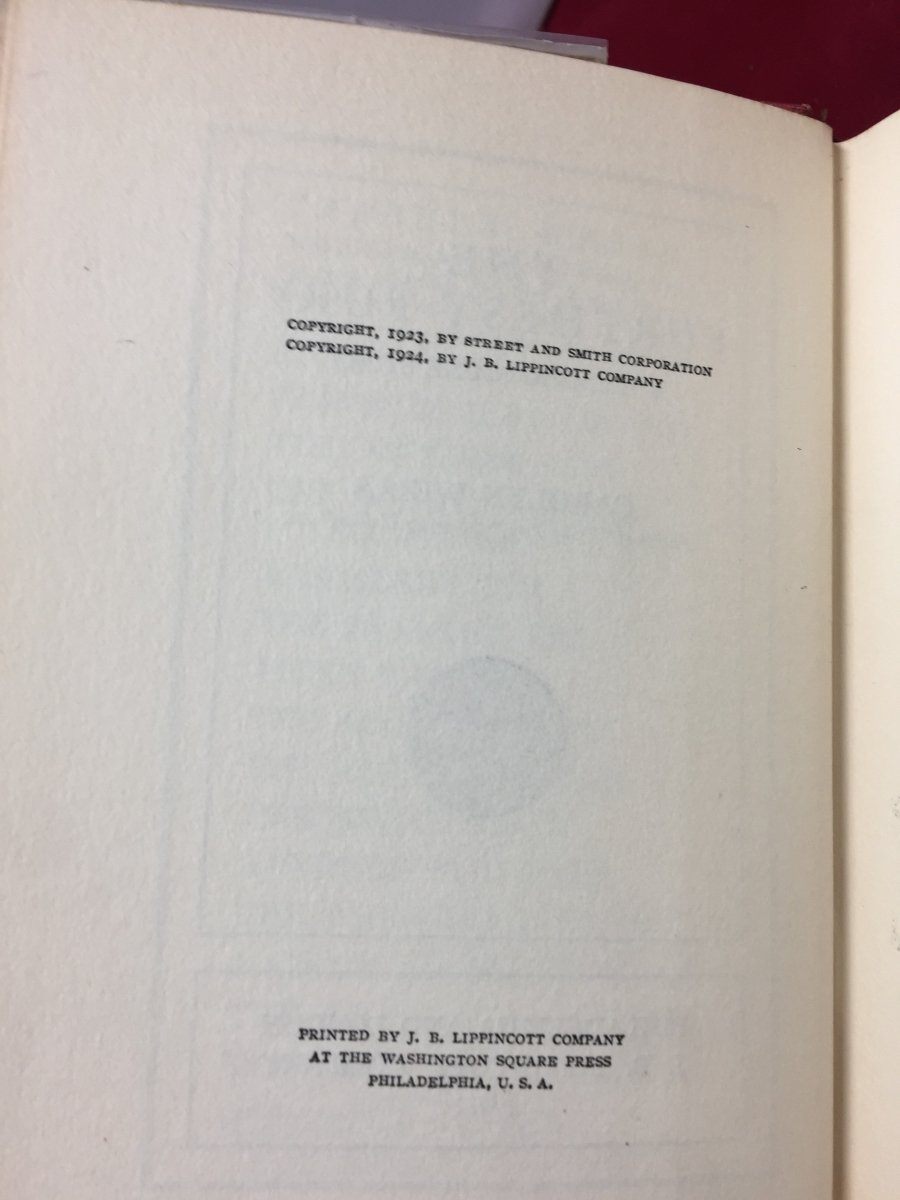 COPYRIGHT, 1923, BY STREET AND SMITH CORPORATION
COPYRIGHT, 1924, BY J. B. LIPPINCOTT COMPANY
PRINTED BY J. B. LIPPINCOTT COMPANY
AT THE WASHINGTON SQUARE PRESS
PHILADELPHIA, U. S. A.